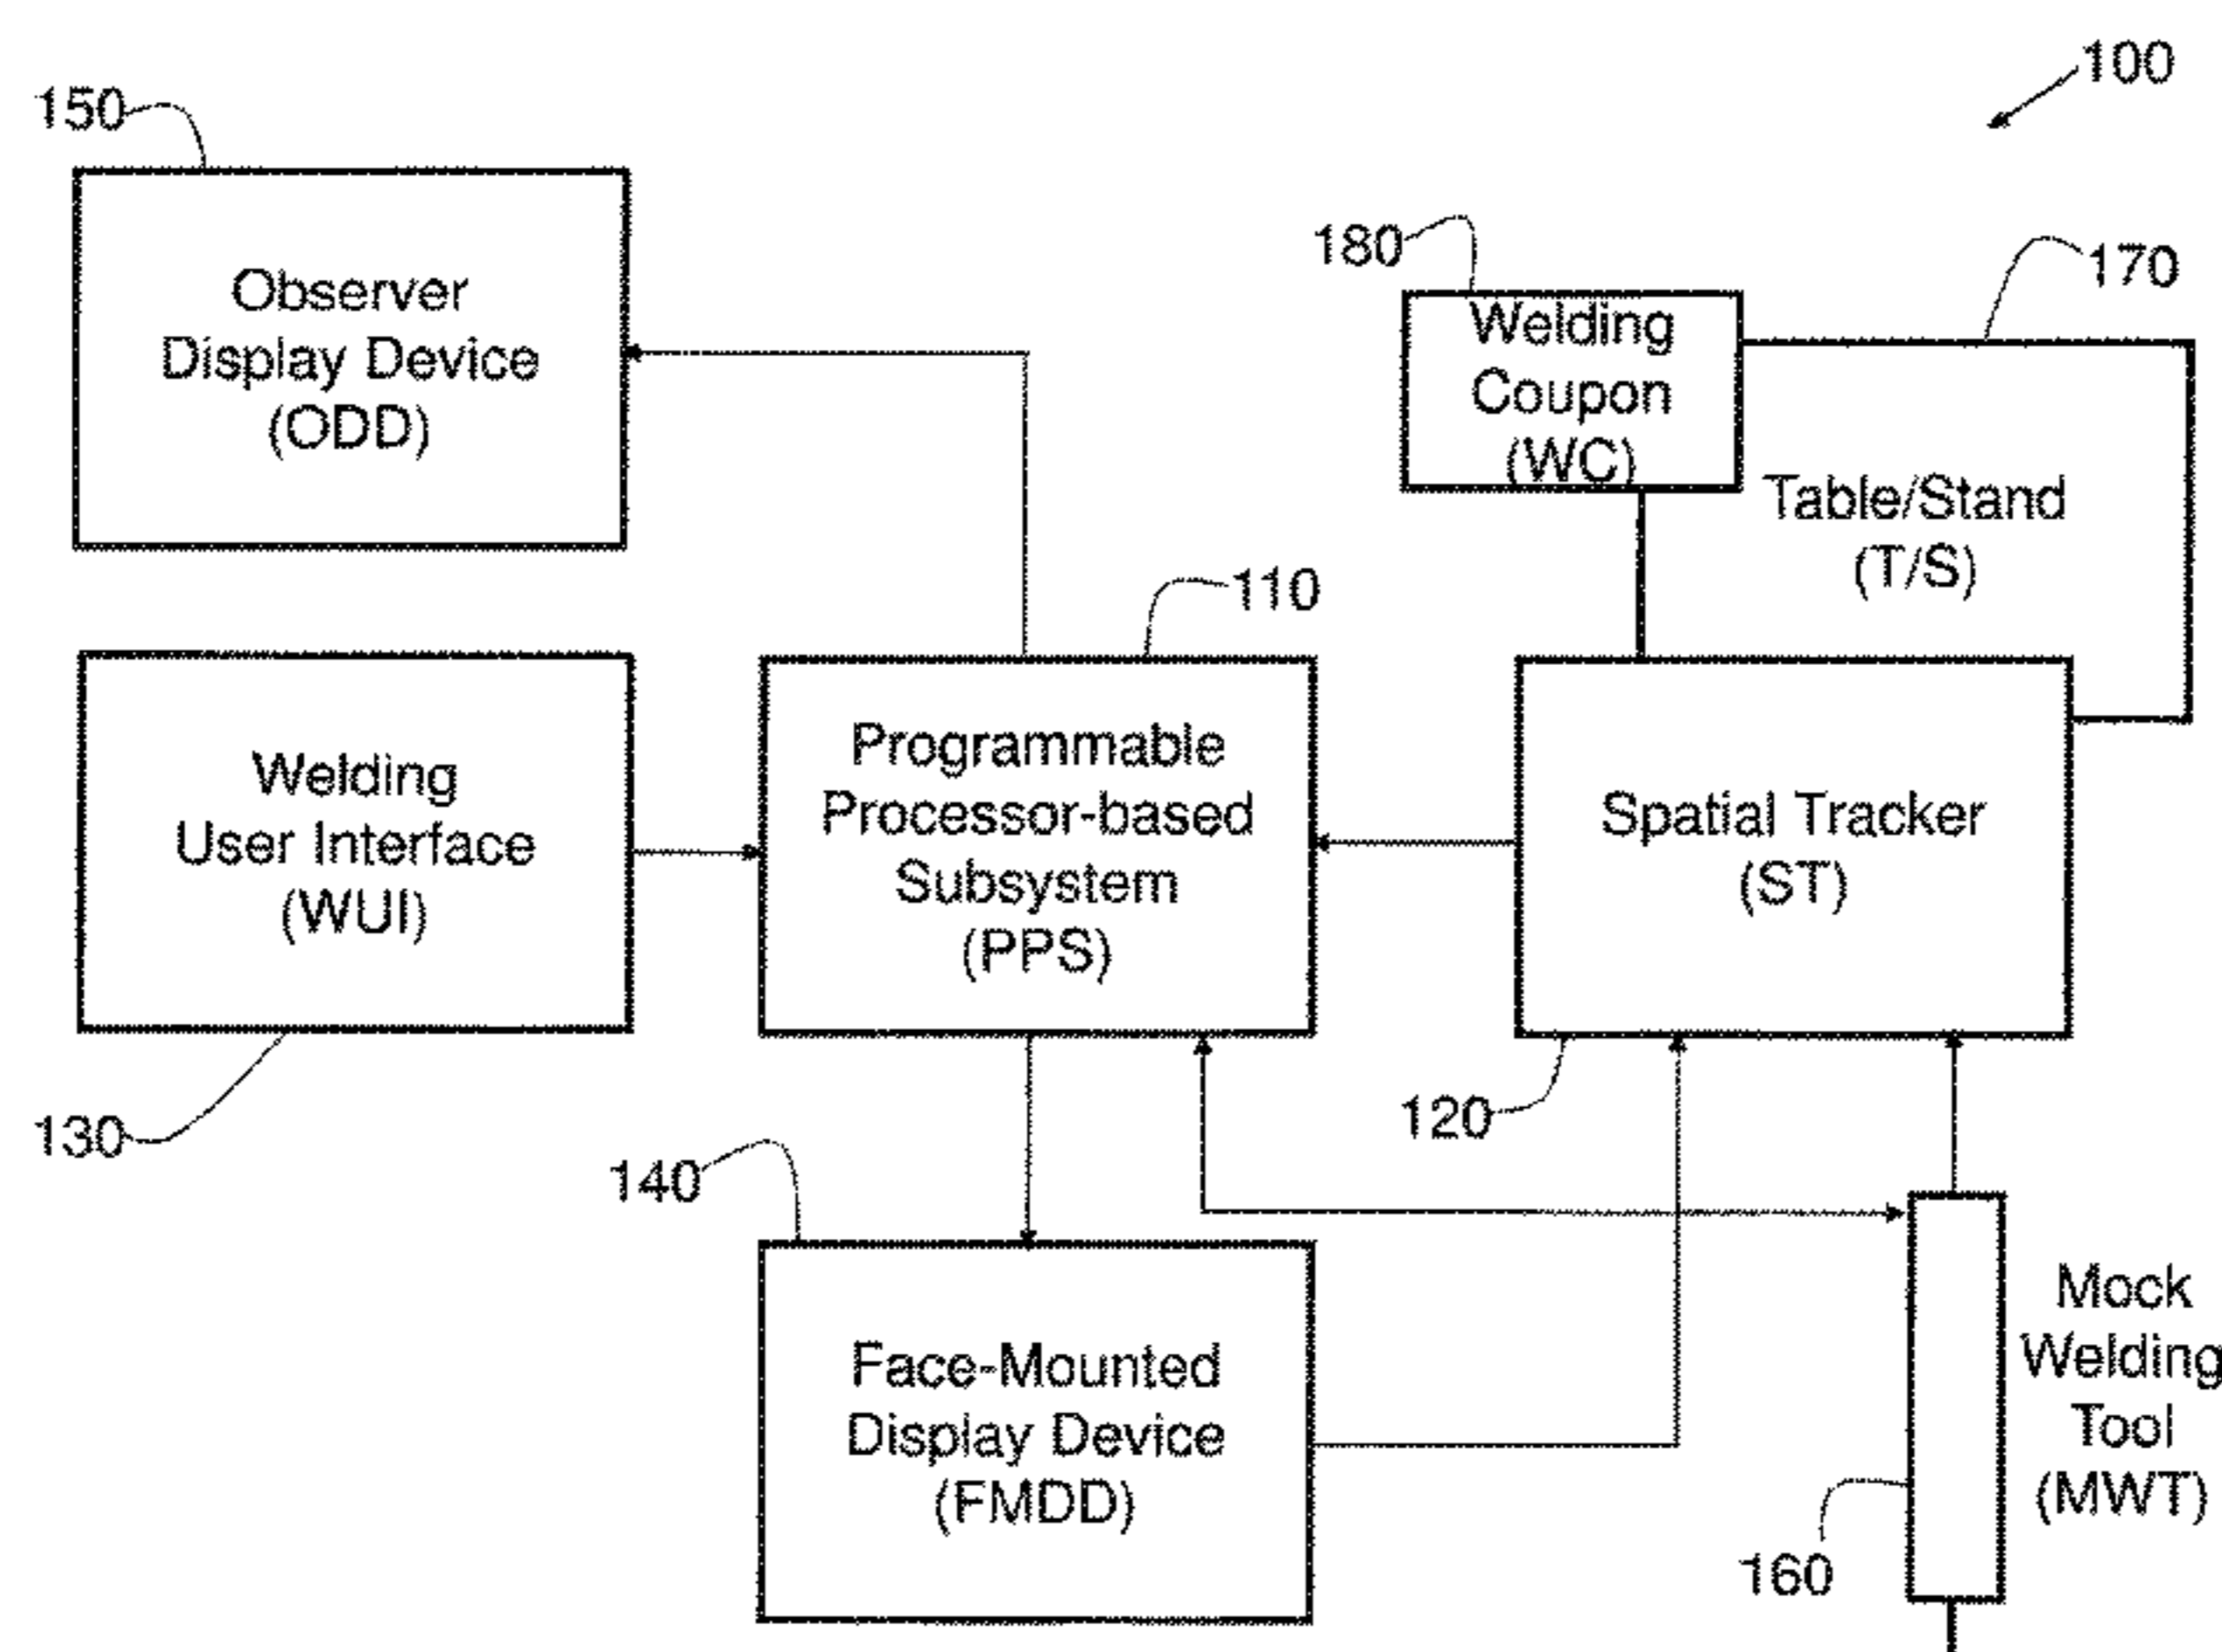 100
150
Observer
Display Device
(ODD)
180
Welding
Coupon
(WC)
170
Table/Stand
(T/S)
110
Welding
User Interface
(WUI)
130
Programmable
Processor-based
Subsystem
(PPS)
Spatial Tracker
(ST)
120
140
Face-Mounted
Display Device
(FMDD)
Mock
Welding
Tool
(MWT)
160